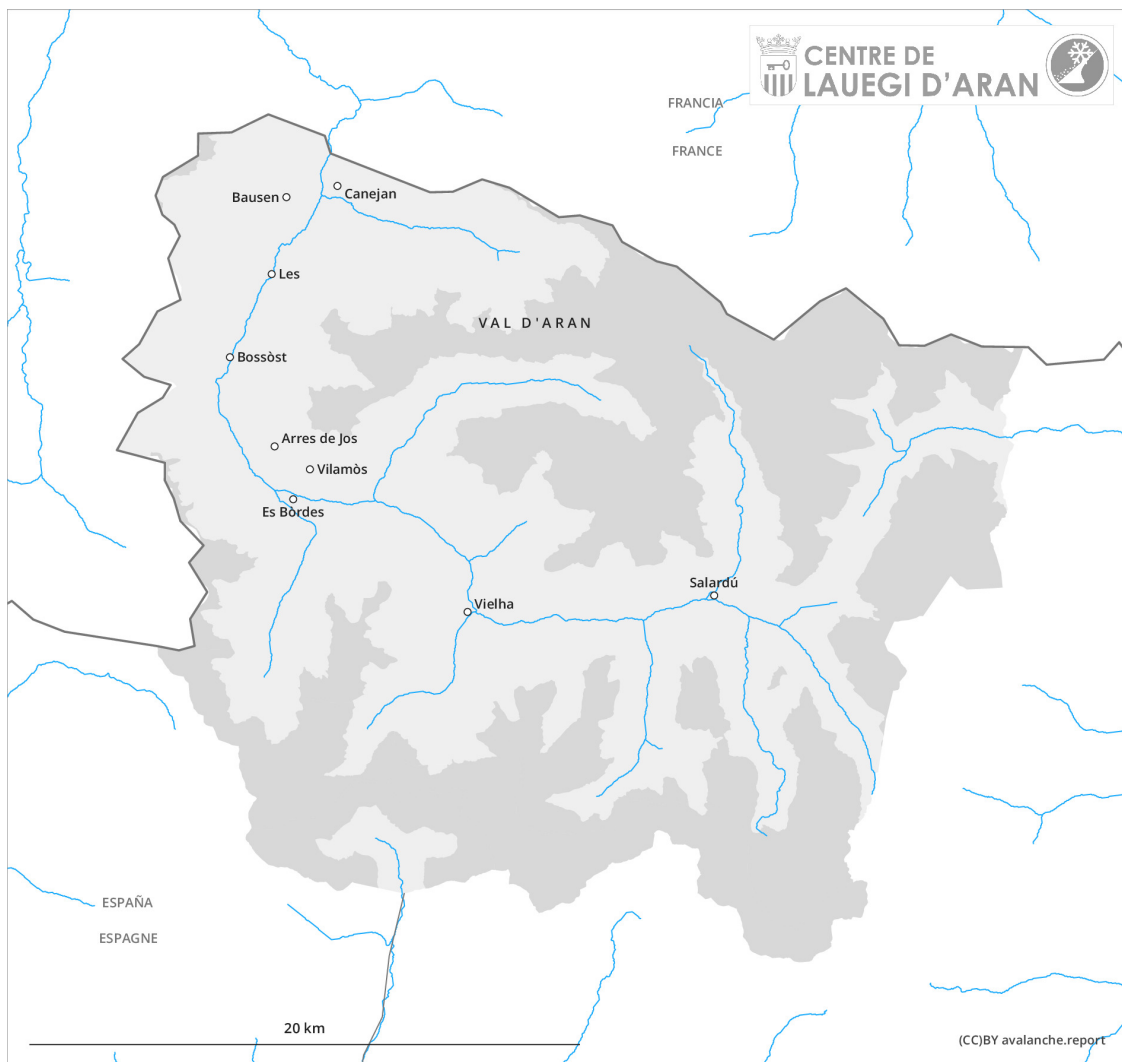 CENTRE DE
LAUEGI D'ARAN
FRANCIA
FRANCE
Canejan
Bausen
Les
VAL D'ARAN
Bossòst
Arres de Jos
Vilamòs
Es Bòrdes
Salardú
Vielha
ESPAÑA
ESPAGNE
20 km
(CC)BY avalanche.report